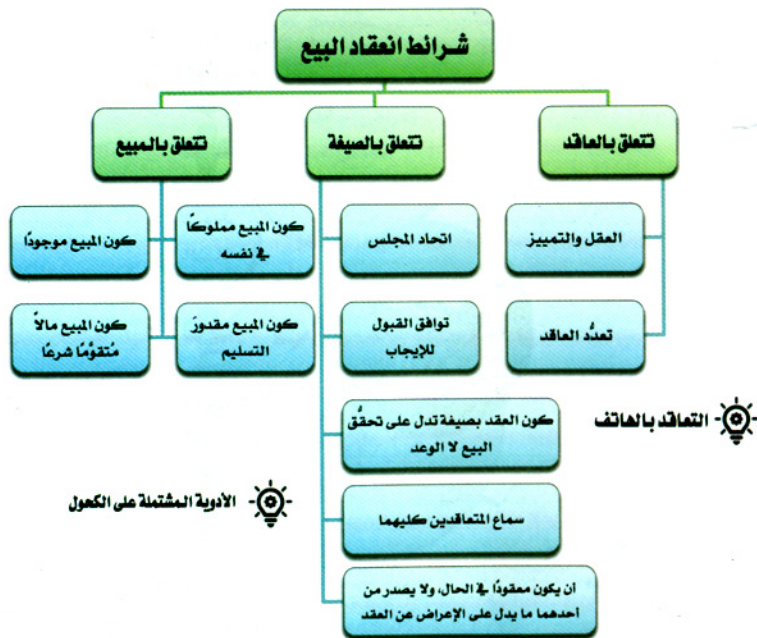 شرائط انعقاد البيع
تتعلق بالعاقد
تتعلق بالصيغة
تتعلق بالمبيع
العقل والتمييز
تعدُّد العاقد
اتحاد المجلس
توافق القبول
للإيجاب
كون العقد بصيغة تدل على تحقُّق
البيع لا الوعد
سماع المتعاقدين كليهما
أن يكون معقودًا في الحال، ولا يصدر من
أحدهما ما يدل على الإعراض عن العقد
كون المبيع مملوكًا
في نفسه
كون المبيع موجودًا
كون المبيع مقدورَ
التسليم
كون المبيع مالاً
مُتقوَّمًا شرعًا
التعاقد بالهاتف
الأدوية المشتملة على الكحول